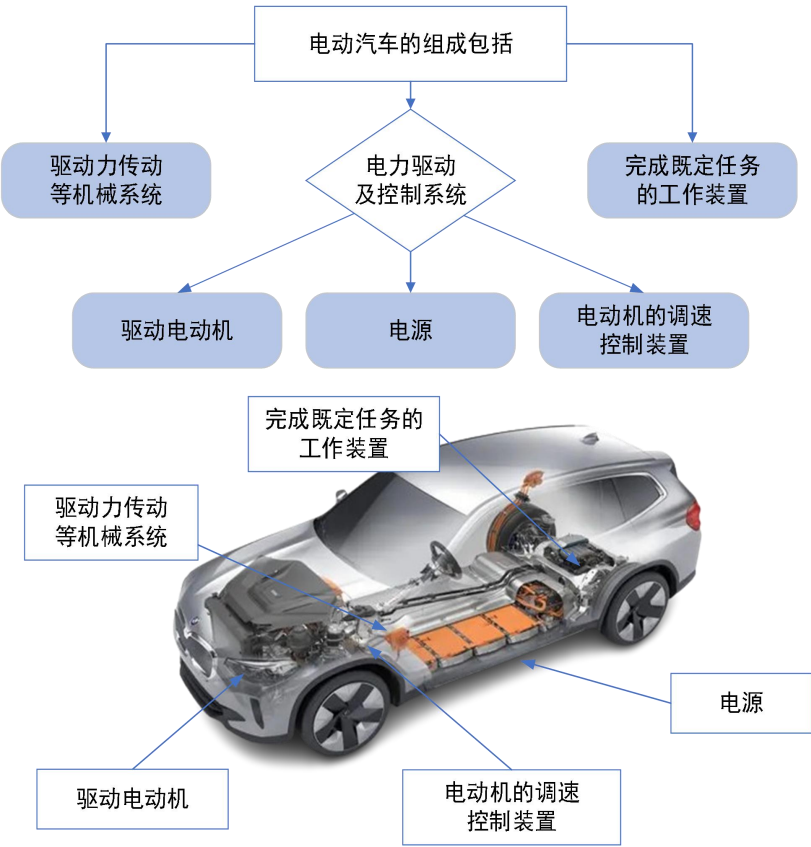 电动汽车的组成包括
驱动力传动
等机械系统
电力驱动
及控制系统
完成既定任务
的工作装置
驱动电动机
电源
电动机的调速
控制装置
完成既定任务的
工作装置
驱动力传动
等机械系统
电源
驱动电动机
电动机的调速
控制装置